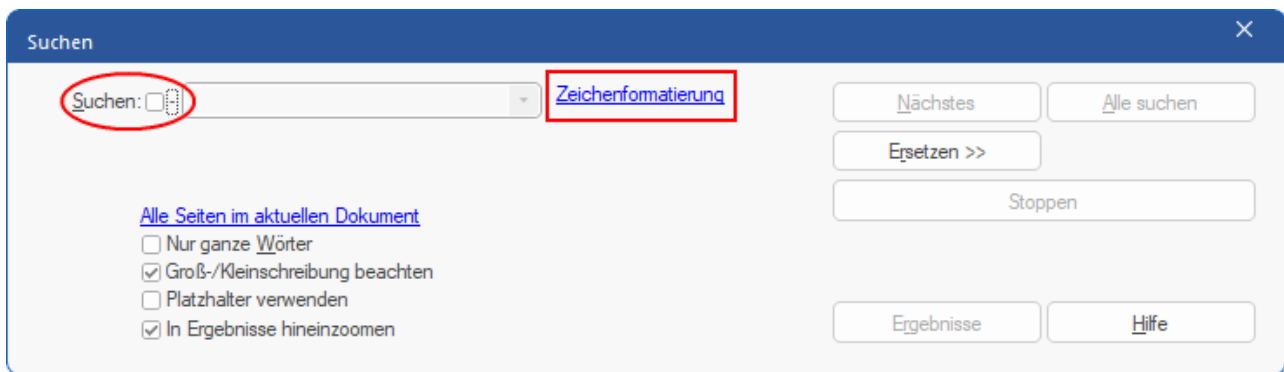 Suchen
Suchen: - Zeichenformatierung Nächstes Alle suchen
Ersetzen >>
Stoppen
Alle Seiten im aktuellen Dokument
Nur ganze Wörter
Groß-/Kleinschreibung beachten
Platzhalter verwenden
In Ergebnisse hineinzoomen Ergebnisse Hilfe